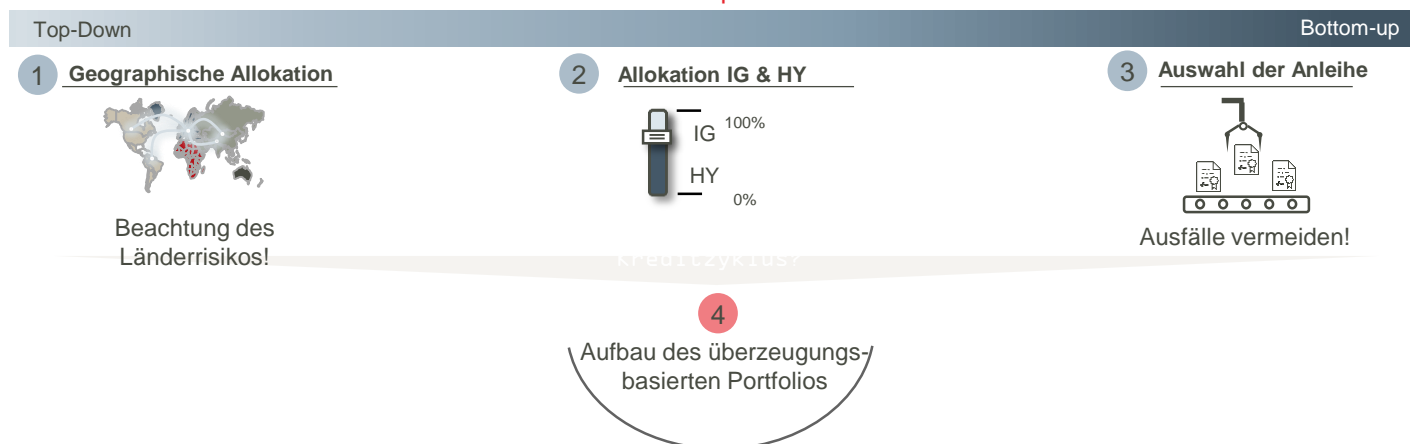 Top-Down
Bottom-up
1 Geographische Allokation
Beachtung des
Länderrisikos!
2 Allokation IG & HY
IG 100%
HY
0%
kreditzyklus?
3 Auswahl der Anleihe
Ausfälle vermeiden!
4
Aufbau des überzeugungs-
basierten Portfolios